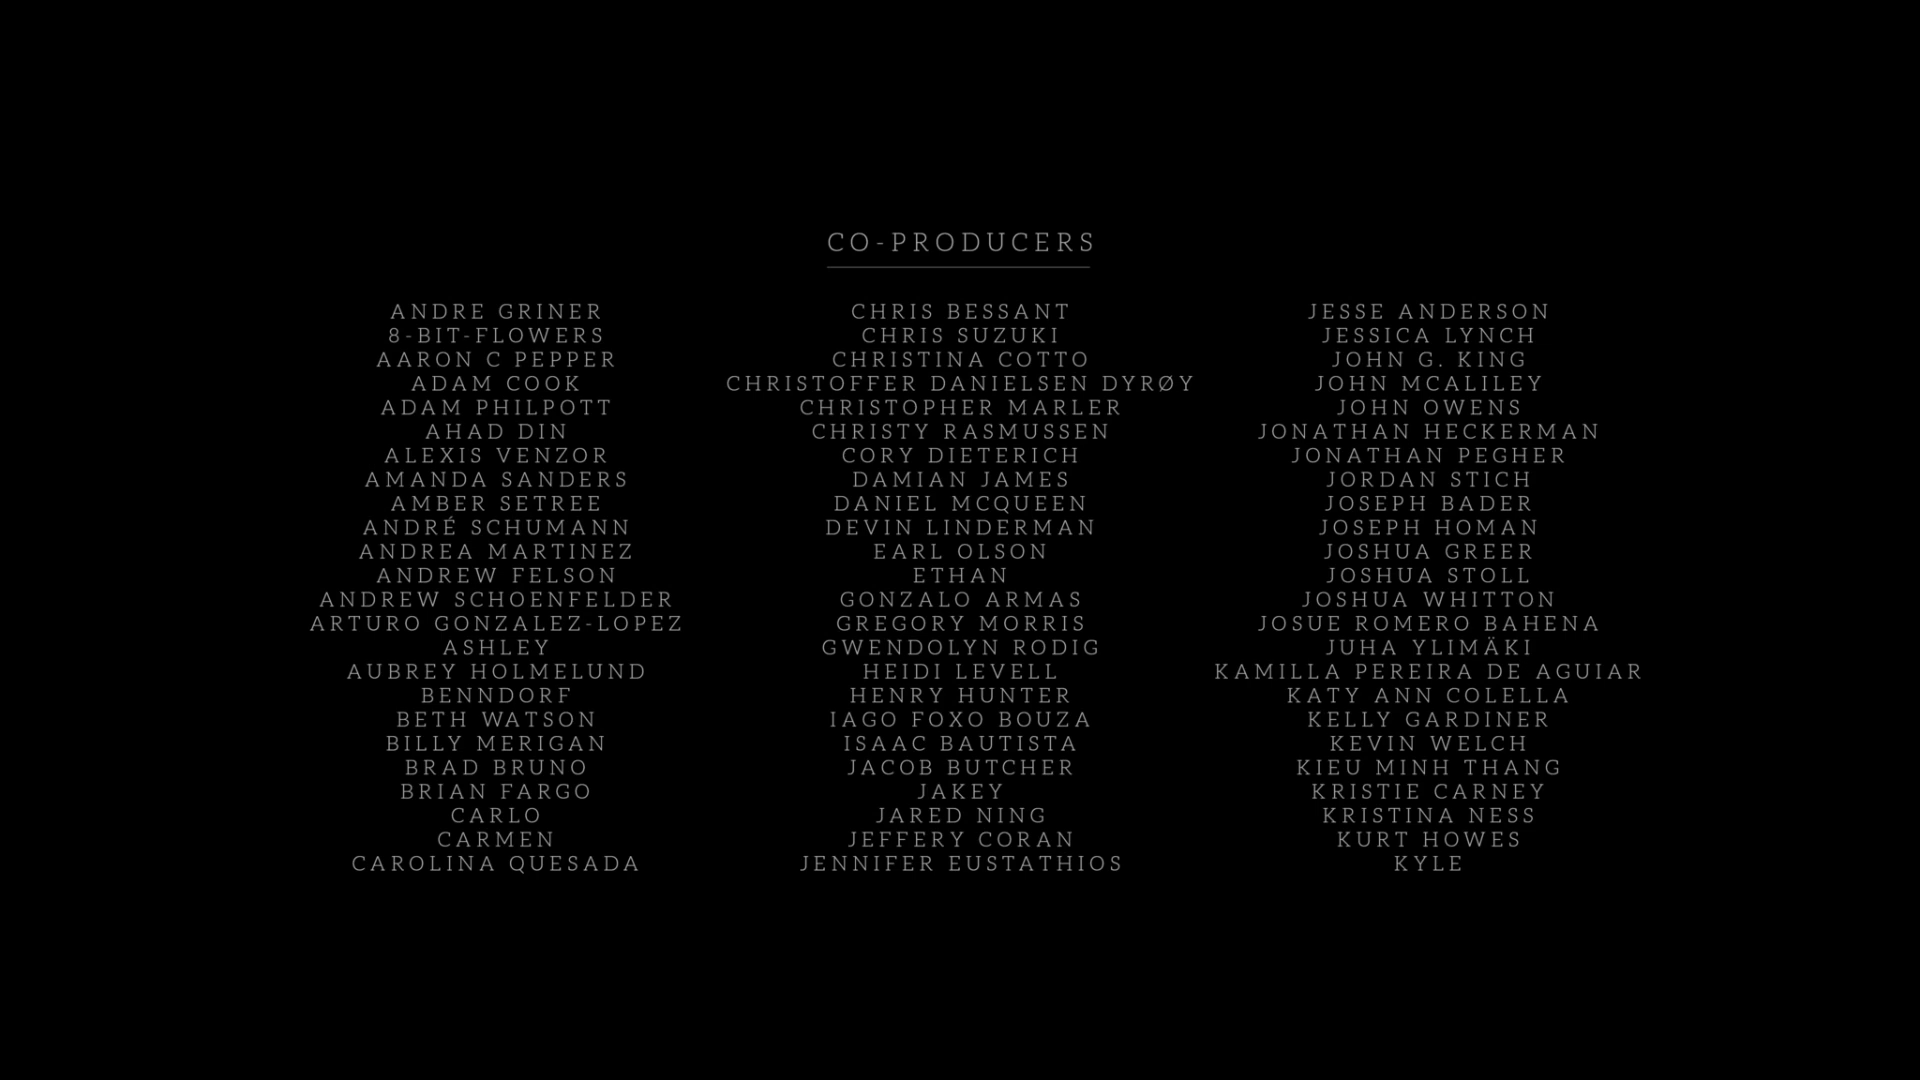 CO-PRODUCERS
ANDRE GRINER
8-BIT-FLOWERS
AARON C PEPPER
ADAM COOK
ADAM PHILPOTT
AHAD DIN
ALEXIS VENZOR
AMANDA SANDERS
AMBER SETREE
ANDRÉ SCHUMANN
ANDREA MARTINEZ
ANDREW FELSON
ANDREW SCHOENFELDER
ARTURO GONZALEZ-LOPEZ
ASHLEY
AUBREY HOLMELUND
BENNDORF
BETH WATSON
BILLY MERIGAN
BRAD BRUNO
BRIAN FARGO
CARLO
CARMEN
CAROLINA QUESADA
CHRIS BESSANT
CHRIS SUZUKI
CHRISTINA COTTO
CHRISTOFFER DANIELSEN DYRØY
CHRISTOPHER MARLER
CHRISTY RASMUSSEN
CORY DIETERICH
DAMIAN JAMES
DANIEL MCQUEEN
DEVIN LINDERMAN
EARL OLSON
ETHAN
GONZALO ARMAS
GREGORY MORRIS
GWENDOLYN RODIG
HEIDI LEVELL
HENRY HUNTER
IAGO FOXO BOUZA
ISAAC BAUTISTA
JACOB BUTCHER
JAKEY
JARED NING
JEFFERY CORAN
JENNIFER EUSTATHIOS
JESSE ANDERSON
JESSICA LYNCH
JOHN G. KING
JOHN MCALILEY
JOHN OWENS
JONATHAN HECKERMAN
JONATHAN PEGHER
JORDAN STICH
JOSEPH BADER
JOSEPH HOMAN
JOSHUA GREER
JOSHUA STOLL
JOSHUA WHITTON
JOSUE ROMERO BAHENA
JUHA YLIMÄKI
KAMILLA PEREIRA DE AGUIAR
KATY ANN COLELLA
KELLY GARDINER
KEVIN WELCH
KIEU MINH THANG
KRISTIE CARNEY
KRISTINA NESS
KURT HOWES
KYLE